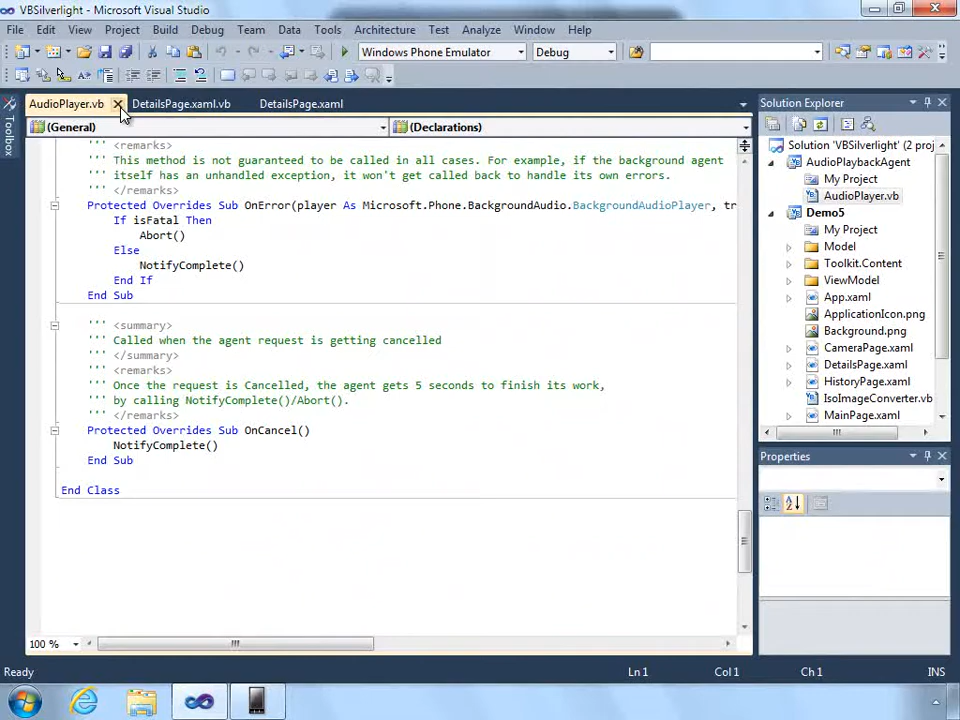 VBSilverlight - Microsoft Visual Studio
File Edit View Project Build Debug Team Data Tools Architecture Test Analyze Window Help
Windows Phone Emulator Debug
AudioPlayer.vb DetailsPage.xaml.vb DetailsPage.xaml
Toolbox
(General) (Declarations)
''' <remarks>
''' This method is not guaranteed to be called in all cases. For example, if the background agent
''' itself has an unhandled exception, it won't get called back to handle its own errors.
''' </remarks>
Protected Overrides Sub OnError(player As Microsoft.Phone.BackgroundAudio.BackgroundAudioPlayer, tr
If isFatal Then
Abort()
Else
NotifyComplete()
End If
End Sub
''' <summary>
''' Called when the agent request is getting cancelled
''' </summary>
''' <remarks>
''' Once the request is Cancelled, the agent gets 5 seconds to finish its work,
''' by calling NotifyComplete()/Abort().
''' </remarks>
Protected Overrides Sub OnCancel()
NotifyComplete()
End Sub
End Class
100 %
Solution Explorer
Solution 'VBSilverlight' (2 proj
AudioPlaybackAgent
My Project
AudioPlayer.vb
Demo5
My Project
Model
Toolkit.Content
ViewModel
App.xaml
ApplicationIcon.png
Background.png
CameraPage.xaml
DetailsPage.xaml
HistoryPage.xaml
IsoImageConverter.vb
MainPage.xaml
Properties
Ready Ln 1 Col 1 Ch 1 INS